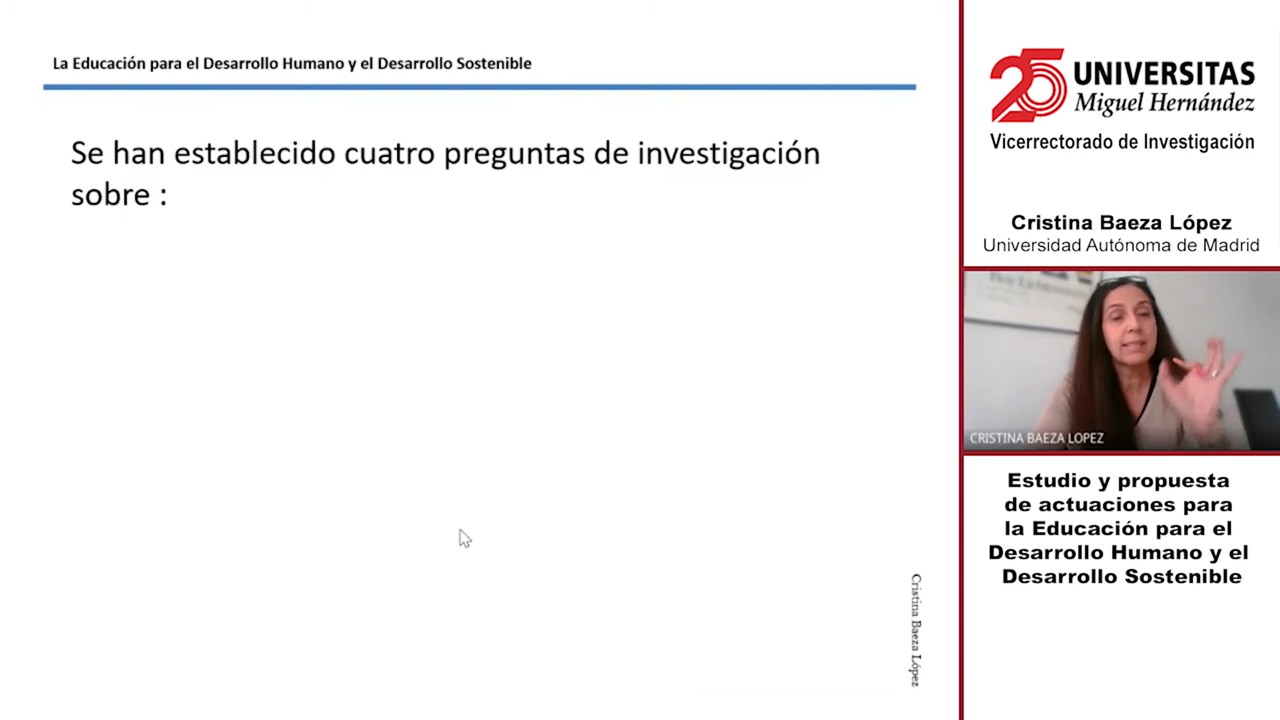 La Educación para el Desarrollo Humano y el Desarrollo Sostenible
Se han establecido cuatro preguntas de investigación
sobre :
Cristina Baeza López
25 UNIVERSITAS
Miguel Hernández
Vicerrectorado de Investigación
Cristina Baeza López
Universidad Autónoma de Madrid
CRISTINA BAEZA LOPEZ
Estudio y propuesta
de actuaciones para
la Educación para el
Desarrollo Humano y el
Desarrollo Sostenible